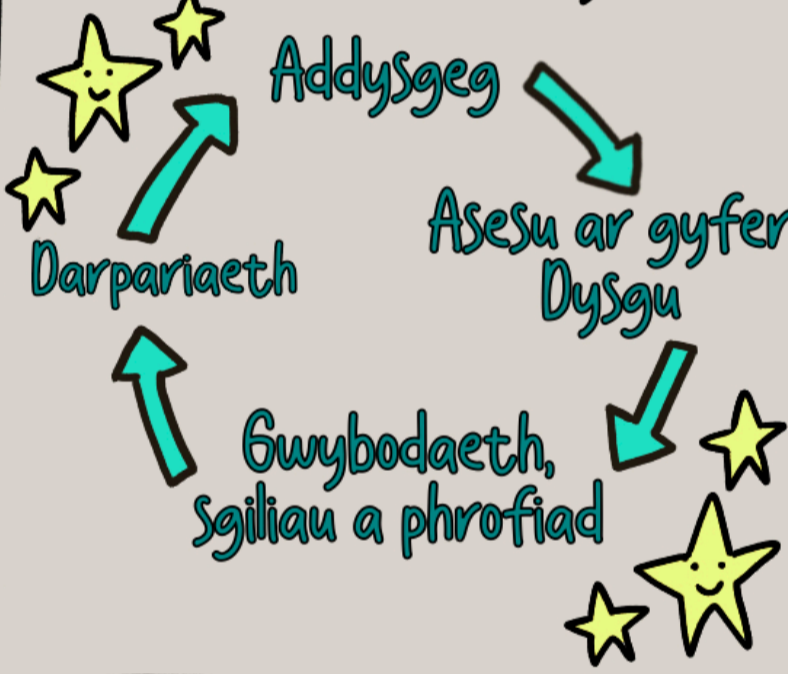 Addysgeg
Asesu ar gyfer
Dysgu
Darpariaeth
Gwybodaeth,
Sgiliau a phrofiad